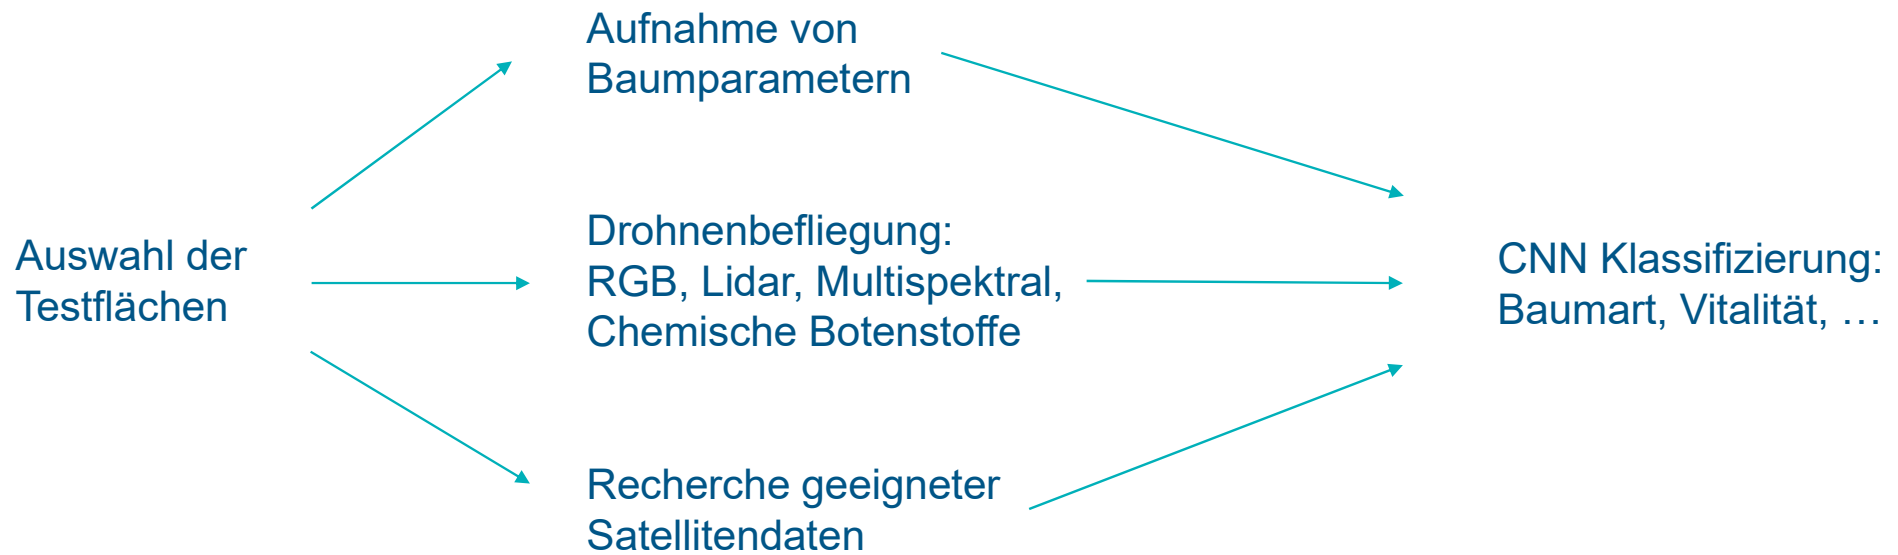 Auswahl der
Testflächen
Aufnahme von
Baumparametern
Drohnenbefliegung:
RGB, Lidar, Multispektral,
Chemische Botenstoffe
Recherche geeigneter
Satellitendaten
CNN Klassifizierung:
Baumart, Vitalität, …